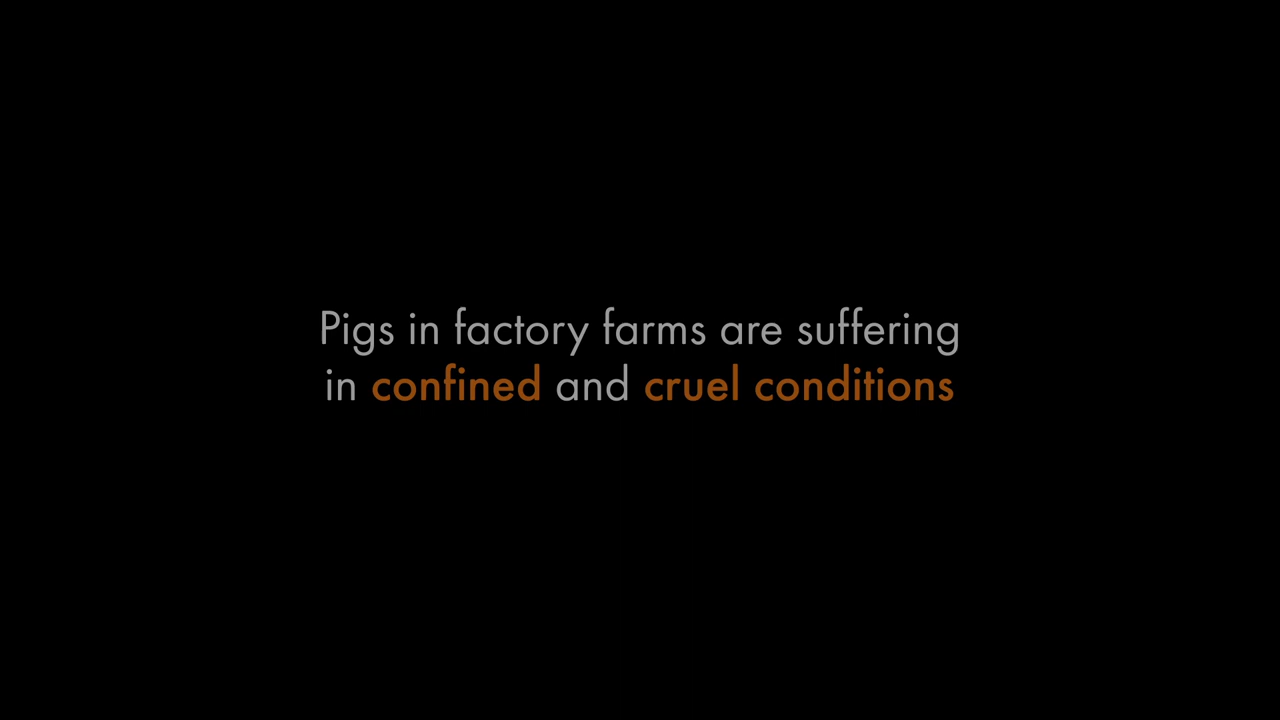 Pigs in factory farms are suffering
in confined and cruel conditions